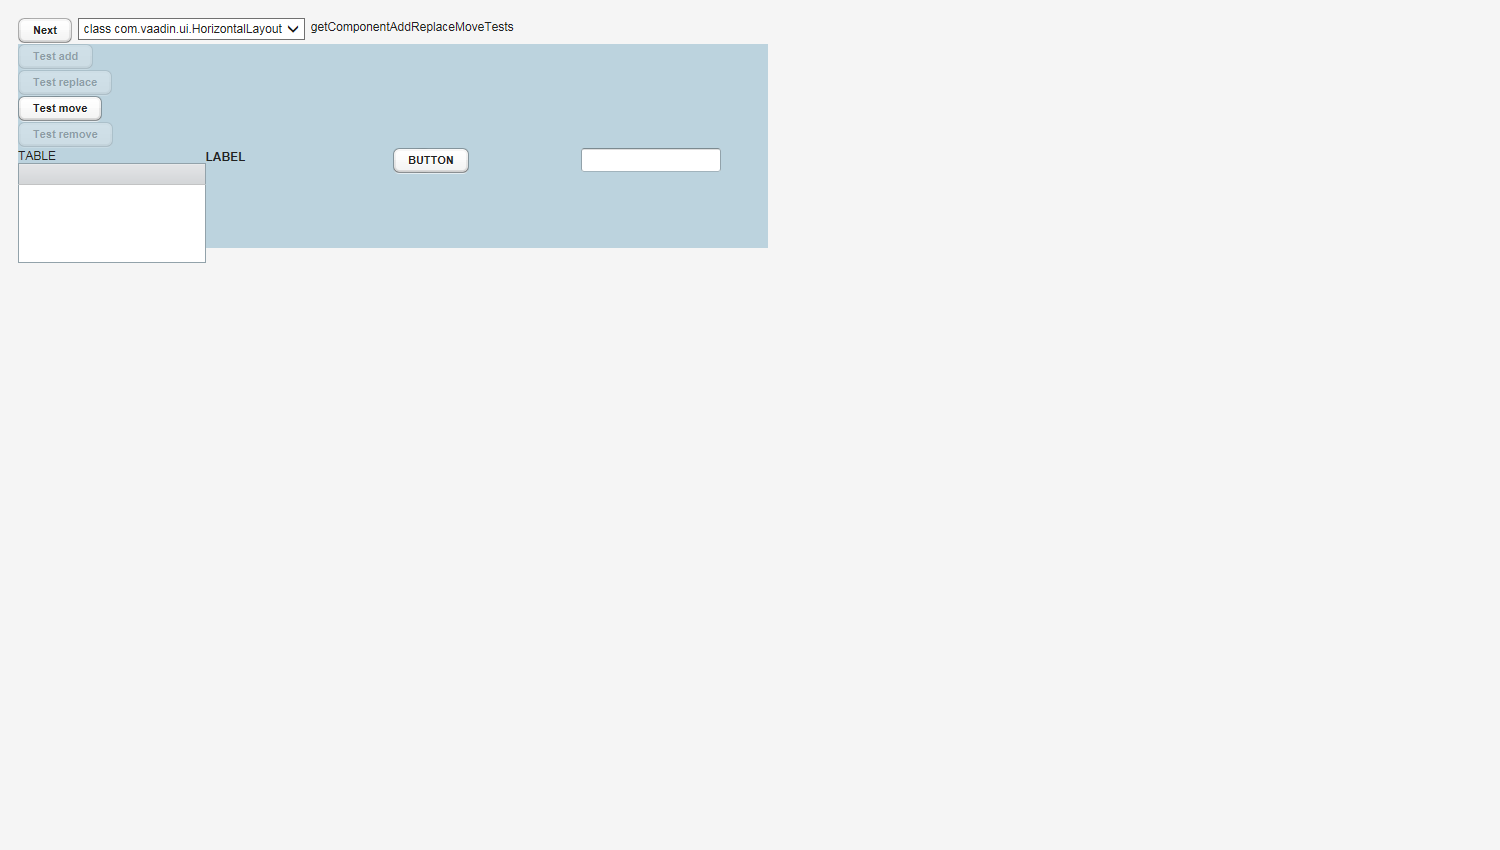 Next class com.vaadin.ui.HorizontalLayout getComponentAddReplaceMoveTests
Test add
Test replace
Test move
Test remove
TABLE LABEL BUTTON